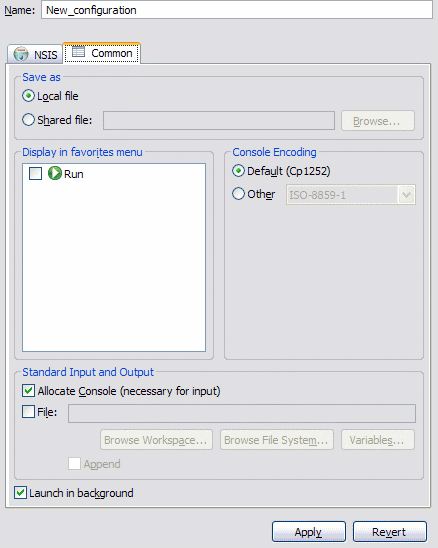 Name: New_configuration
NSIS Common
Save as
Local file
Shared file: Browse...
Display in favorites menu
Run
Console Encoding
Default (Cp1252)
Other ISO-8859-1
Standard Input and Output
Allocate Console (necessary for input)
File:
Browse Workspace... Browse File System... Variables...
Append
Launch in background
Apply Revert